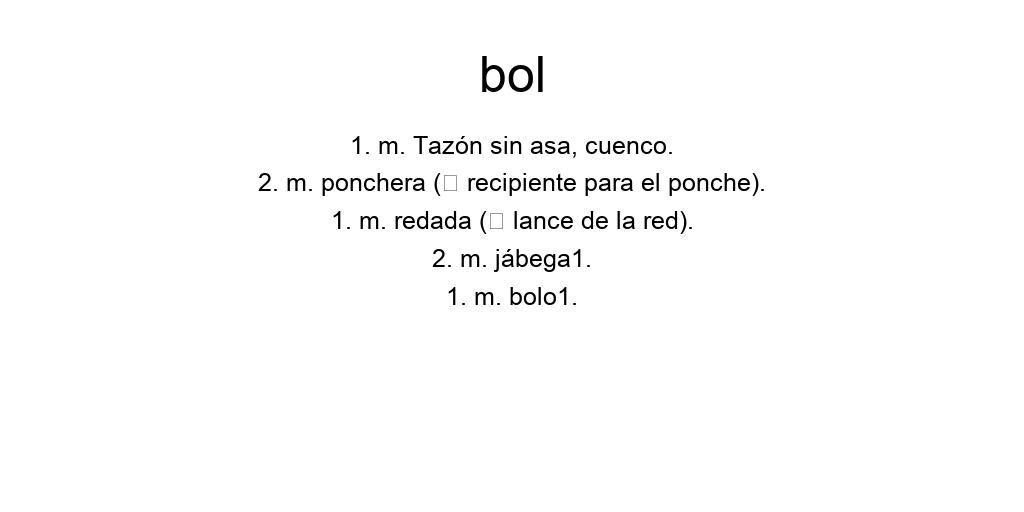 bol
1. m. Tazón sin asa, cuenco.
2. m. ponchera (□ recipiente para el ponche).
1. m. redada (□ lance de la red).
2. m. jábega1.
1. m. bolo1.